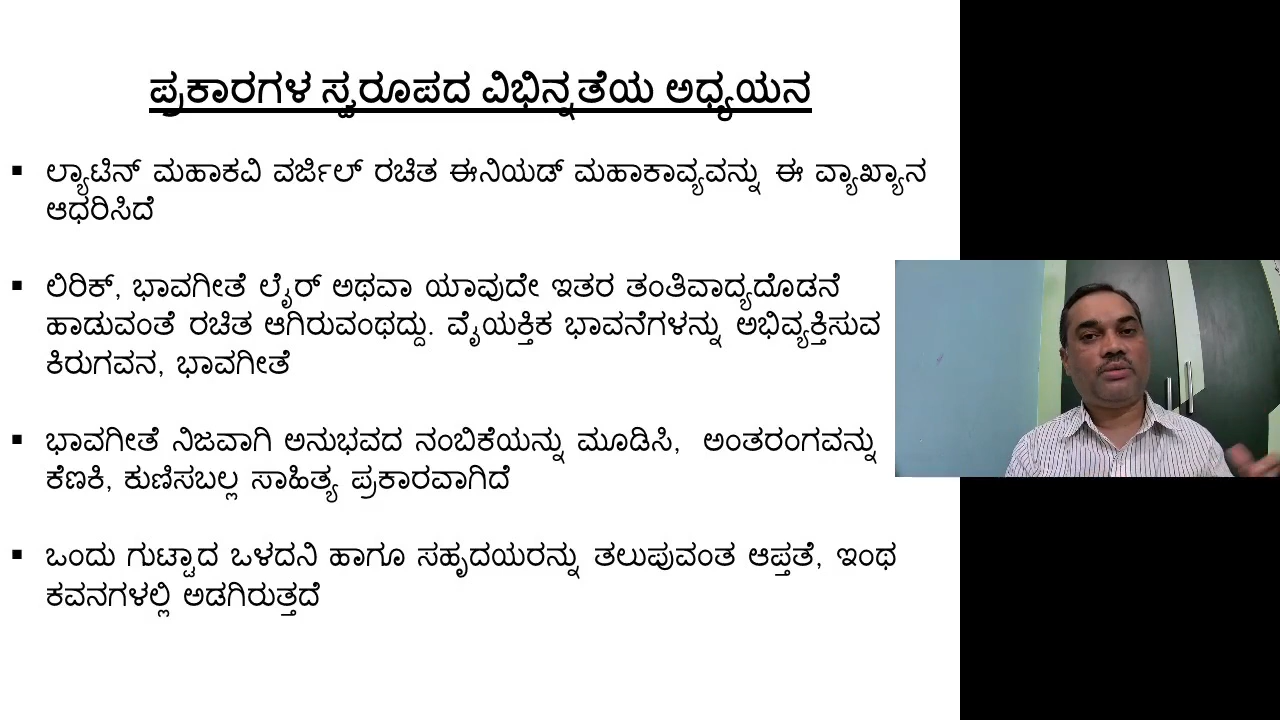 ಪ್ರಕಾರಗಳ ಸ್ವರೂಪದ ವಿಭಿನ್ನತೆಯ ಅಧ್ಯಯನ
▪ ಲ್ಯಾಟಿನ್ ಮಹಾಕವಿ ವರ್ಜಿಲ್ ರಚಿತ ಈನಿಯಡ್ ಮಹಾಕಾವ್ಯವನ್ನು ಈ ವ್ಯಾಖ್ಯಾನ
ಆಧರಿಸಿದೆ
▪ ಲಿರಿಕ್, ಭಾವಗೀತೆ ಲೈರ್ ಅಥವಾ ಯಾವುದೇ ಇತರ ತಂತಿವಾದ್ಯದೊಡನೆ
ಹಾಡುವಂತೆ ರಚಿತ ಆಗಿರುವಂಥದ್ದು. ವೈಯಕ್ತಿಕ ಭಾವನೆಗಳನ್ನು ಅಭಿವ್ಯಕ್ತಿಸುವ
ಕಿರುಗವನ, ಭಾವಗೀತೆ
▪ ಭಾವಗೀತೆ ನಿಜವಾಗಿ ಅನುಭವದ ನಂಬಿಕೆಯನ್ನು ಮೂಡಿಸಿ, ಅಂತರಂಗವನ್ನು
ಕೆಣಕಿ, ಕುಣಿಸಬಲ್ಲ ಸಾಹಿತ್ಯ ಪ್ರಕಾರವಾಗಿದೆ
▪ ಒಂದು ಗುಟ್ಟಾದ ಒಳದನಿ ಹಾಗೂ ಸಹೃದಯರನ್ನು ತಲುಪುವಂತ ಆಪ್ತತೆ, ಇಂಥ
ಕವನಗಳಲ್ಲಿ ಅಡಗಿರುತ್ತದೆ